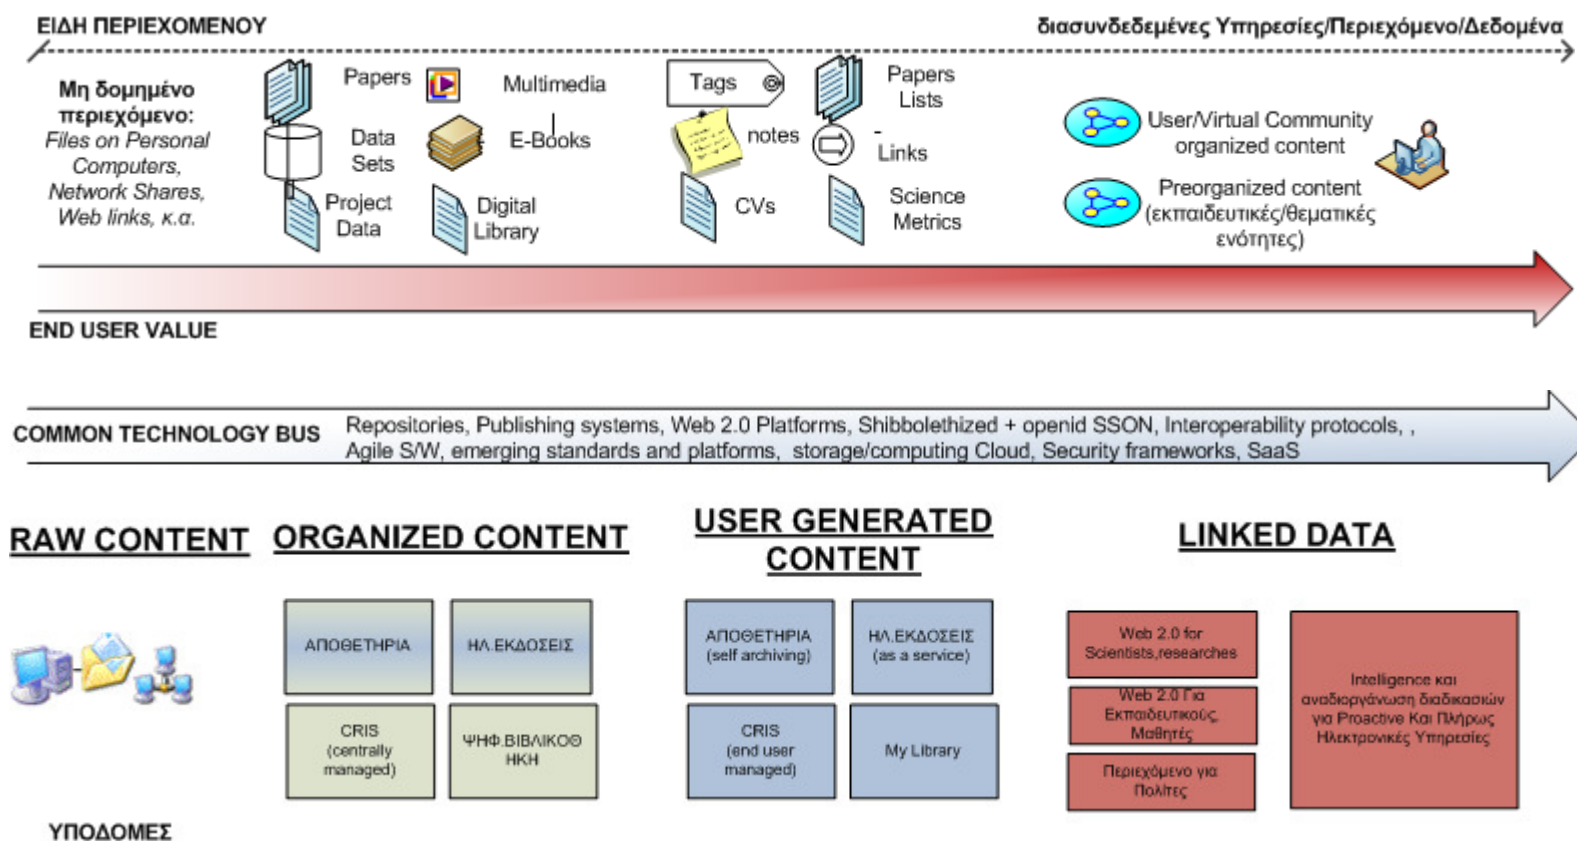 ΕΙΔΗ ΠΕΡΙΕΧΟΜΕΝΟΥ
διασυνδεδεμένες Υπηρεσίες/Περιεχόμενο/Δεδομένα
Μη δομημένο
περιεχόμενο:
Files on Personal
Computers,
Network Shares,
Web links, κ.α.
Papers
Multimedia
Data
Sets
E-Books
Project
Data
Digital
Library
Tags
Papers
Lists
notes
-
Links
CVs
Science
Metrics
User/Virtual Community
organized content
Preorganized content
(εκπαιδευτικές/θεματικές
ενότητες)
END USER VALUE
COMMON TECHNOLOGY BUS
Repositories, Publishing systems, Web 2.0 Platforms, Shibbolethized + openid SSON, Interoperability protocols, ,
Agile S/W, emerging standards and platforms, storage/computing Cloud, Security frameworks, SaaS
RAW CONTENT
ORGANIZED CONTENT
USER GENERATED
CONTENT
LINKED DATA
ΑΠΟΘΕΤΗΡΙΑ
ΗΛ.ΕΚΔΟΣΕΙΣ
CRIS
(centrally
managed)
ΨΗΦ.ΒΙΒΛΙΚΟΘ
ΗΚΗ
ΑΠΟΘΕΤΗΡΙΑ
(self archiving)
ΗΛ.ΕΚΔΟΣΕΙΣ
(as a service)
CRIS
(end user
managed)
My Library
Web 2.0 for
Scientists,researches
Web 2.0 Για
Εκπαιδευτικούς,
Μαθητές
Περιεχόμενο για
Πολίτες
Intelligence και
αναδιοργάνωση διαδικασιών
για Proactive Και Πλήρως
Ηλεκτρονικές Υπηρεσίες
ΥΠΟΔΟΜΕΣ